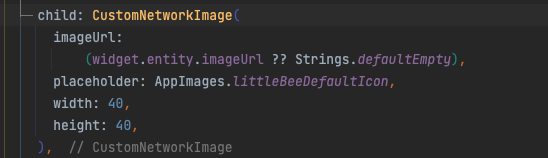 child: CustomNetworkImage(
imageUrl:
(widget.entity.imageUrl ?? Strings.defaultEmpty),
placeholder: AppImages.littleBeeDefaultIcon,
width: 40,
height: 40,
), // CustomNetworkImage